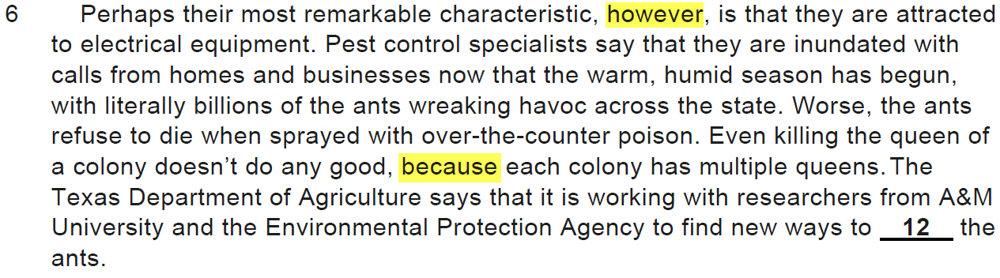 6 Perhaps their most remarkable characteristic, however, is that they are attracted
to electrical equipment. Pest control specialists say that they are inundated with
calls from homes and businesses now that the warm, humid season has begun,
with literally billions of the ants wreaking havoc across the state. Worse, the ants
refuse to die when sprayed with over-the-counter poison. Even killing the queen of
a colony doesn’t do any good, because each colony has multiple queens. The
Texas Department of Agriculture says that it is working with researchers from A&M
University and the Environmental Protection Agency to find new ways to 12 the
ants.